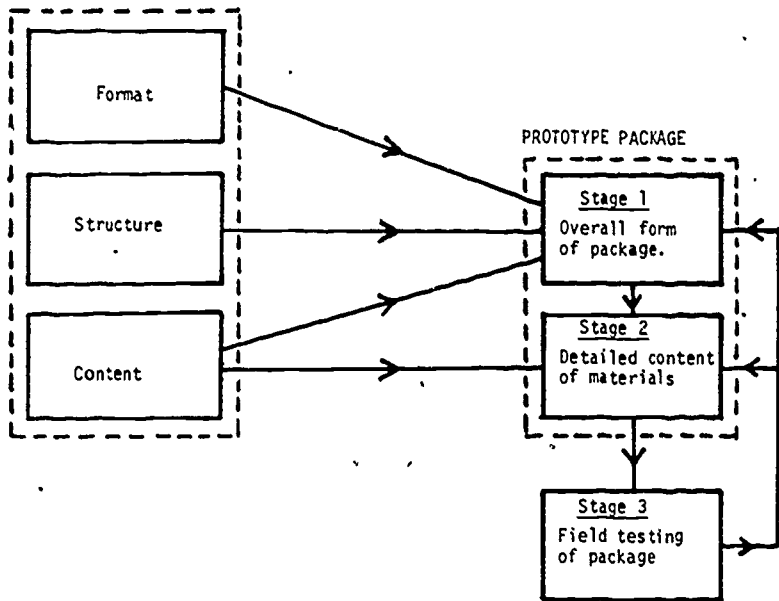 Format
Structure
Content
PROTOTYPE PACKAGE
Stage 1
Overall form
of package.
Stage 2
Detailed content
of materials
Stage 3
Field testing
of package